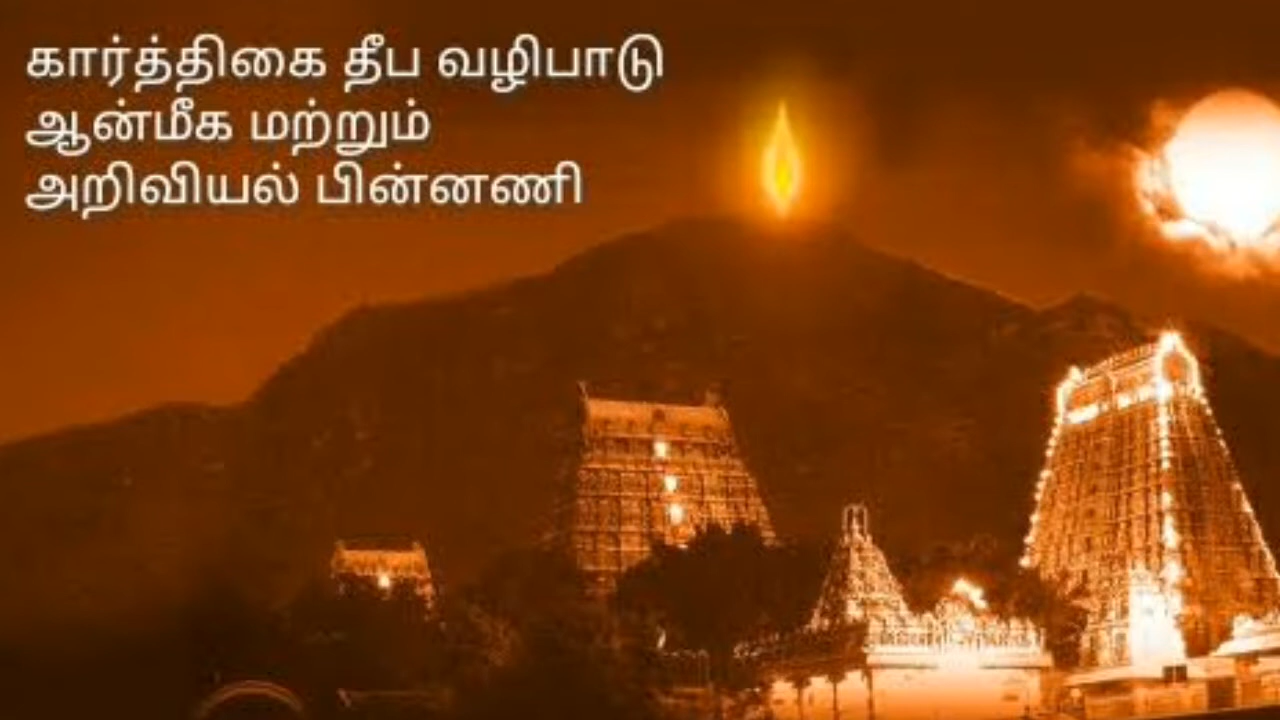 கார்த்திகை தீப வழிபாடு
ஆன்மீக மற்றும்
அறிவியல் பின்னணி